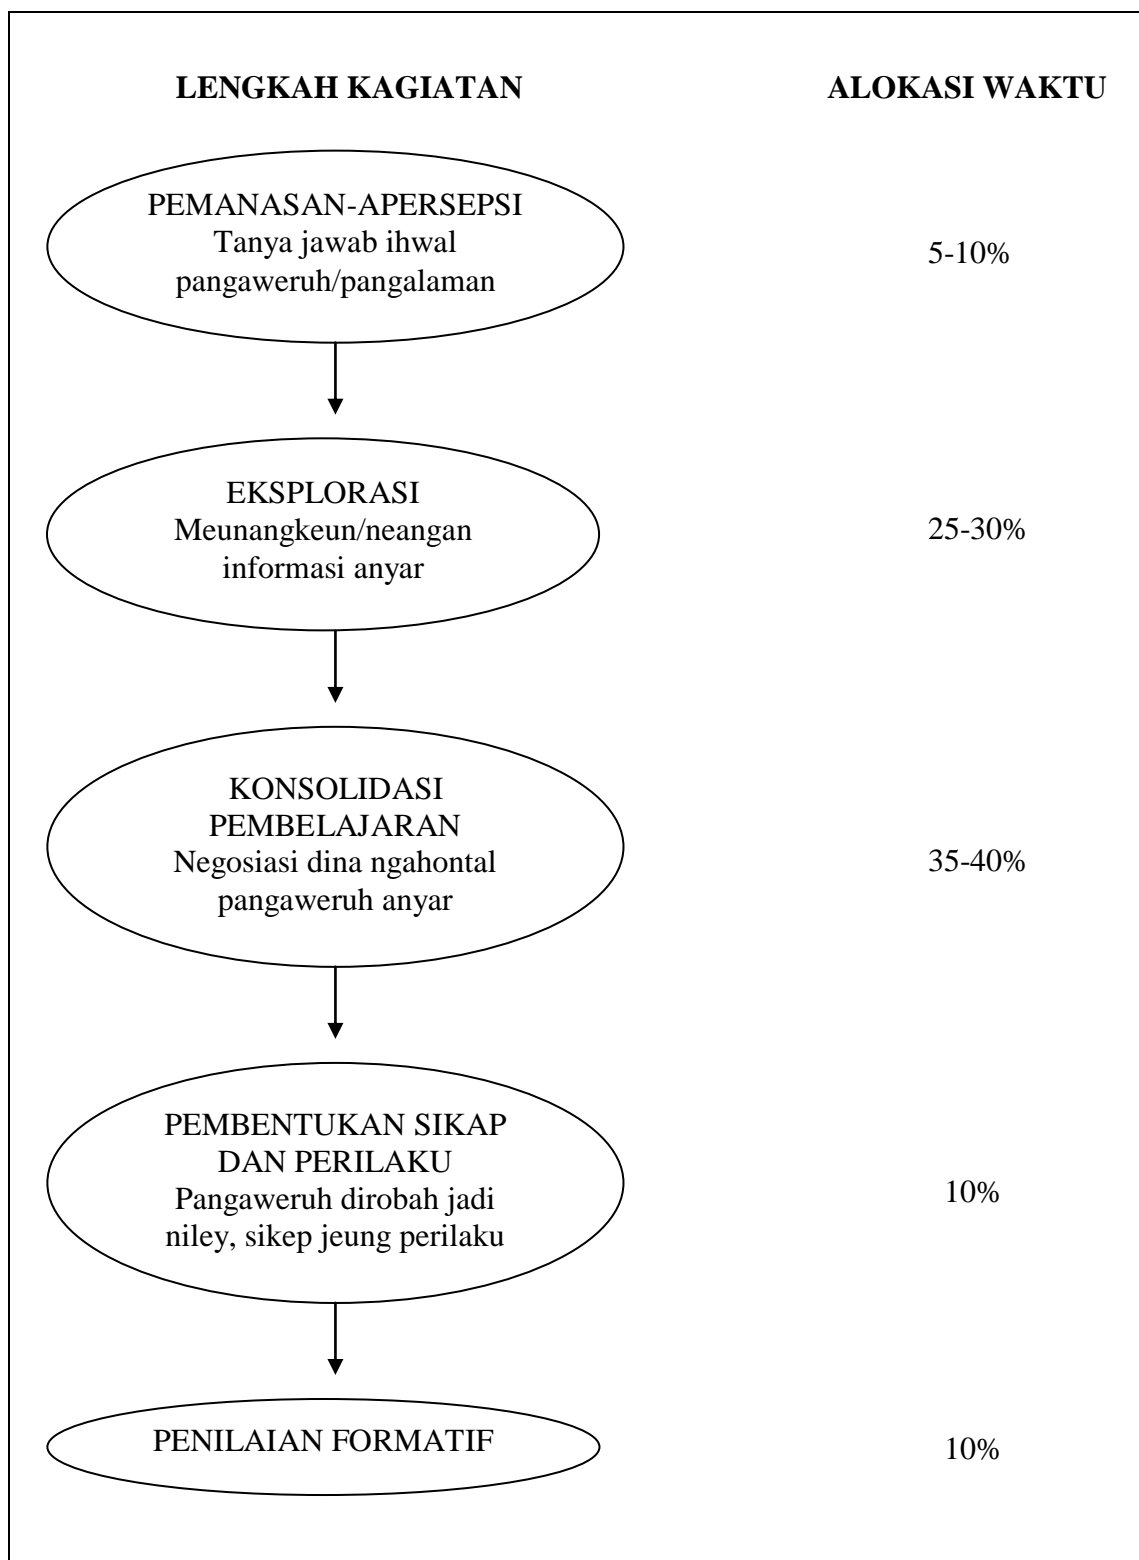 LENGKAH KAGIATAN
ALOKASI WAKTU
PEMANASAN-APERSEPSI
Tanya jawab ihwal
pangaweruh/pangalaman
5-10%
EKSPLORASI
Meunangkeun/neangan
informasi anyar
25-30%
KONSOLIDASI
PEMBELAJARAN
Negosiasi dina ngahontal
pangaweruh anyar
35-40%
PEMBENTUKAN SIKAP
DAN PERILAKU
Pangaweruh dirobah jadi
niley, sikep jeung perilaku
10%
PENILAIAN FORMATIF
10%